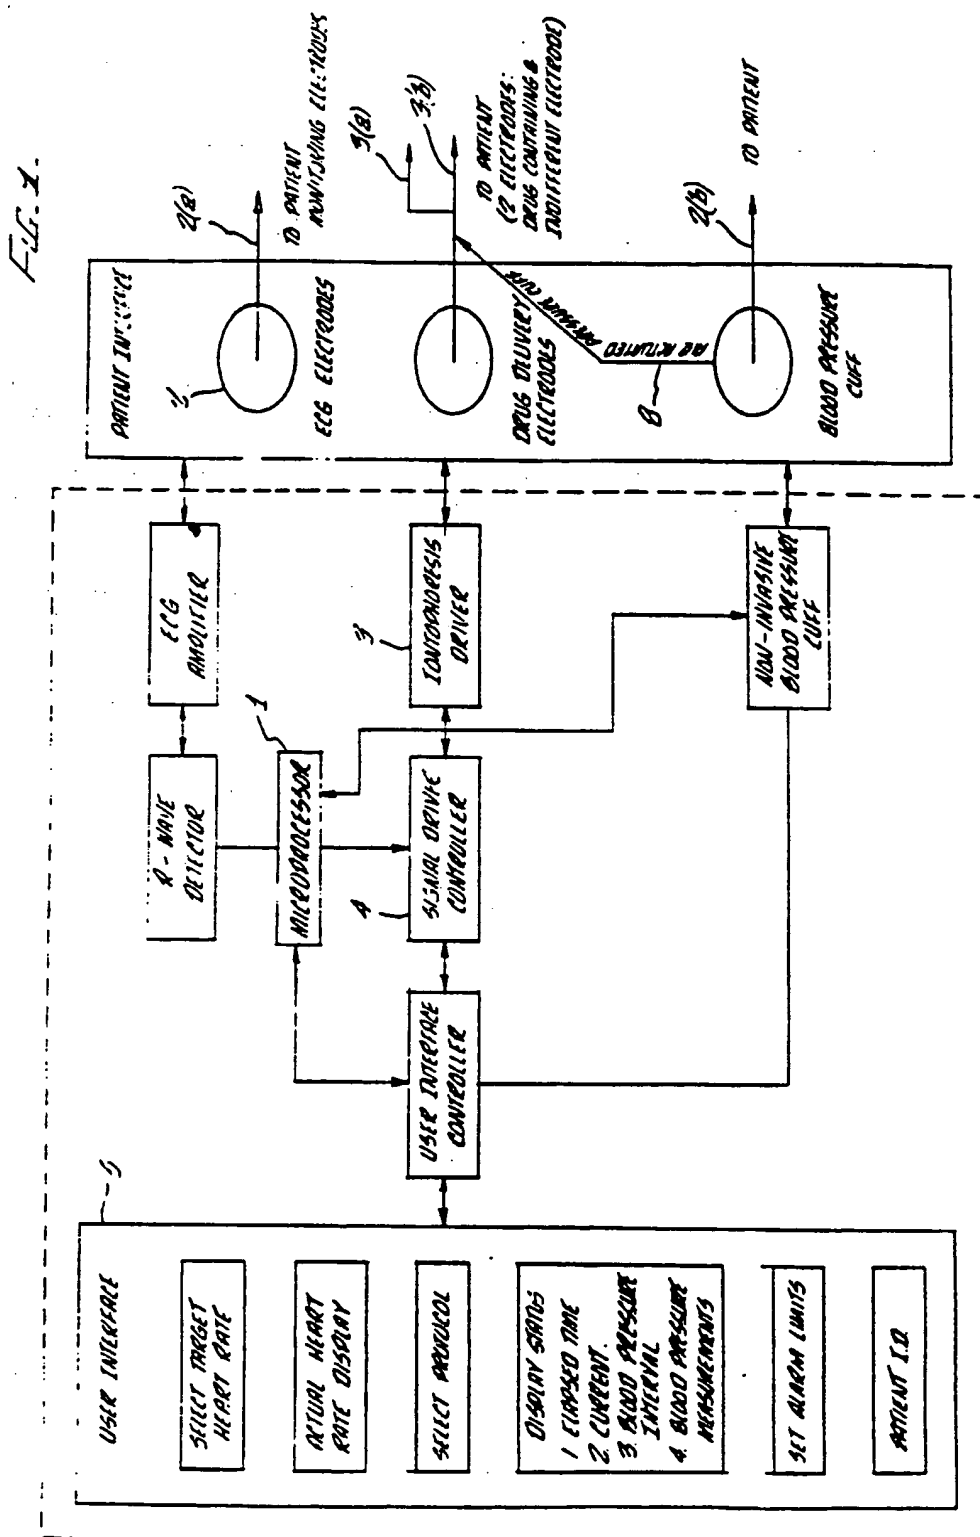 FIG. 1.
USER INTERFACE
5
SELECT TARGET
HEART RATE
ACTUAL HEART
RATE DISPLAY
SELECT PROTOCOL
DISPLAY STATUS
1 ELAPSED TIME
2. CURRENT.
3. BLOOD PRESSURE
INTERVAL
4. BLOOD PRESSURE
MEASUREMENTS
SET ALARM LIMITS
PATIENT I.D.
USER INTERFACE
CONTROLLER
R-WAVE
DETECTOR
MICROPROCESSOR
1
4
SIGNAL DRIVE
CONTROLLER
ECG
AMPLIFIER
3
IONTOPHORESIS
DRIVER
NON-INVASIVE
BLOOD PRESSURE
CUFF
PATIENT INTERFACE
ECG ELECTRODES
DRUG DELIVERY
ELECTRODES
8
AIR ACTUATED
PRESSURE CUFF
BLOOD PRESSURE
CUFF
2(a)
TO PATIENT
MONITORING ELECTRODES
3(a)
3(b)
TO PATIENT
(2 ELECTRODES:
DRUG CONTAINING &
INDIFFERENT ELECTRODE)
2(b)
TO PATIENT